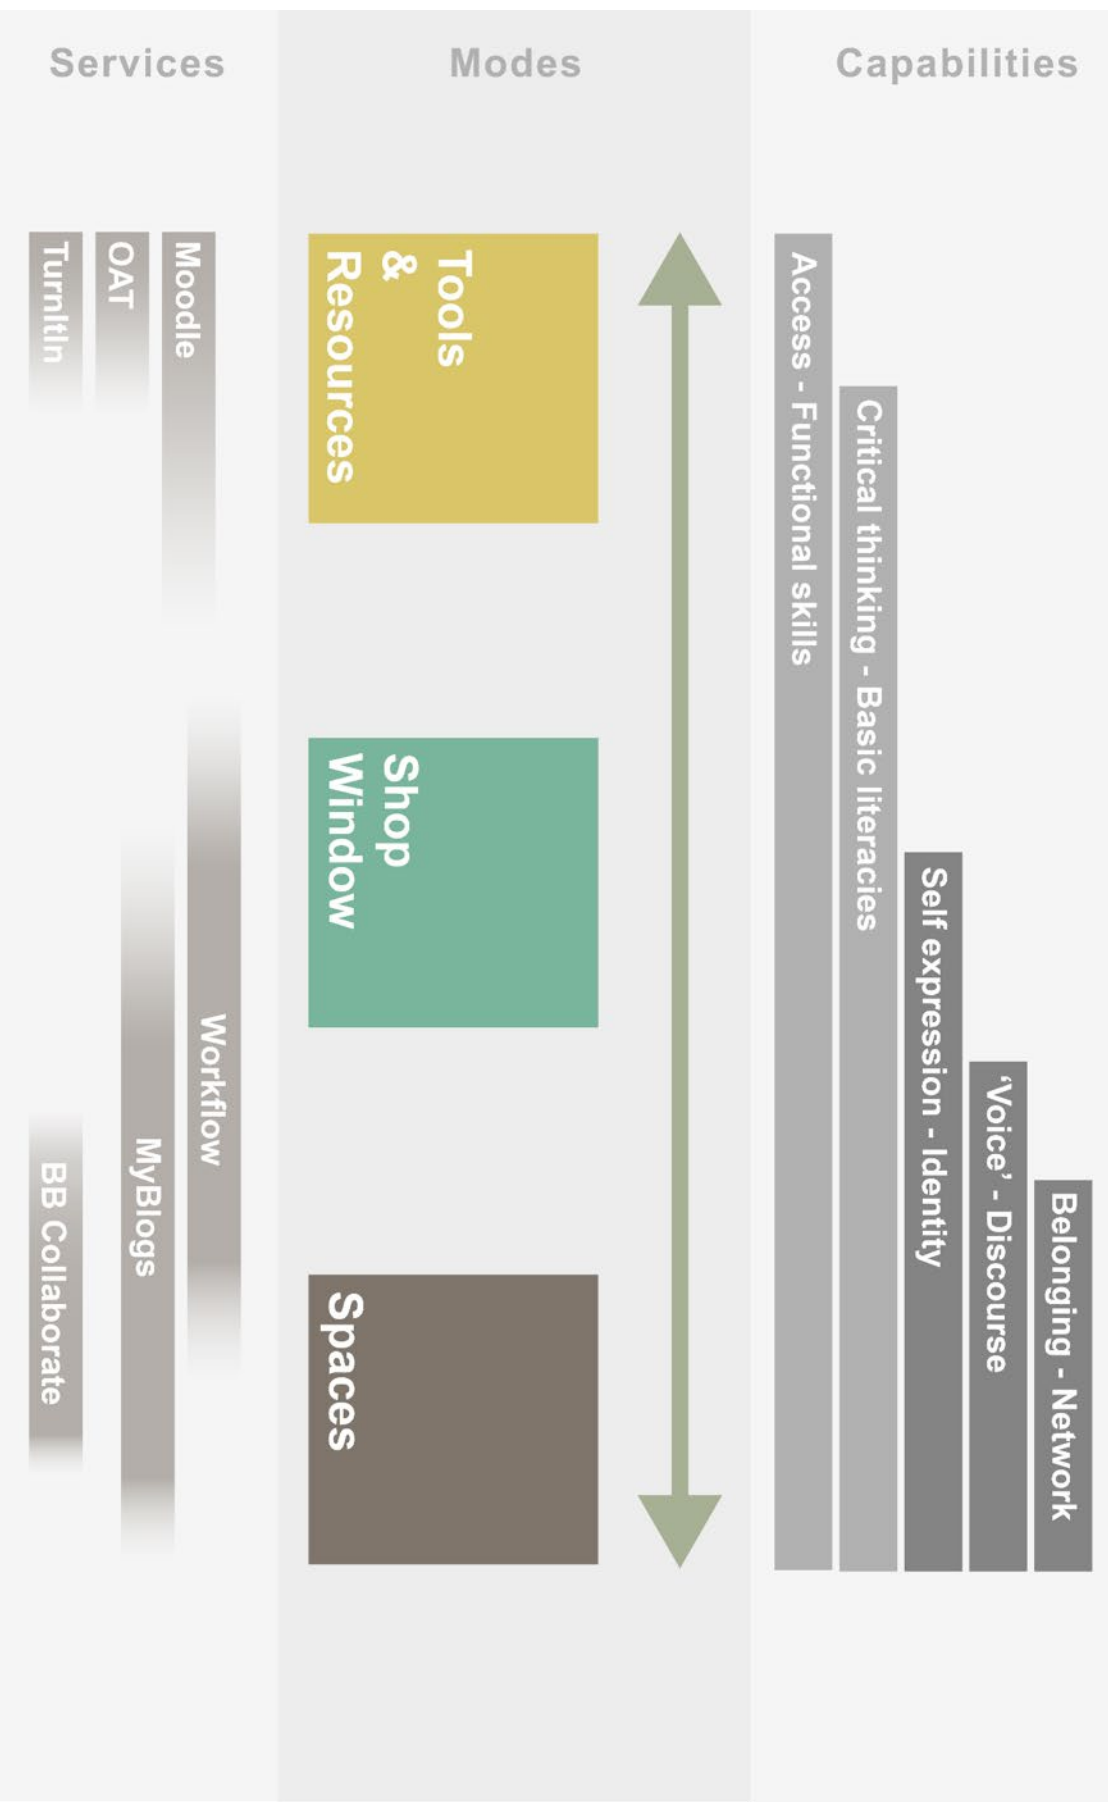 Services
Modes
Capabilities
TurnItIn
OAT
Moodle
Workflow
MyBlogs
BB Collaborate
Tools
&
Resources
Shop
Window
Spaces
Access - Functional skills
Critical thinking - Basic literacies
Self expression - Identity
‘Voice’ - Discourse
Belonging - Network